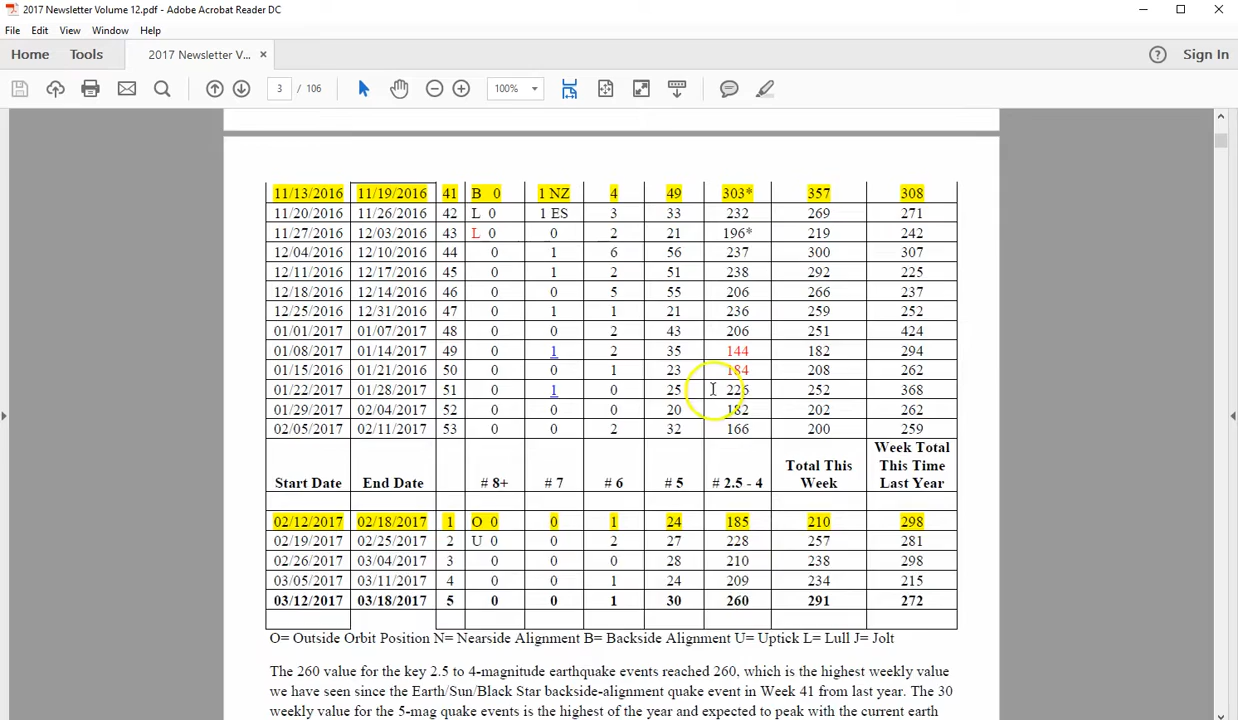 2017 Newsletter Volume 12.pdf - Adobe Acrobat Reader DC
File Edit View Window Help
Home Tools 2017 Newsletter V... × Sign In
3 / 106 100%
11/13/2016 11/19/2016 41 B 0 1 NZ 4 49 303* 357 308
11/20/2016 11/26/2016 42 L 0 1 ES 3 33 232 269 271
11/27/2016 12/03/2016 43 L 0 0 2 21 196* 219 242
12/04/2016 12/10/2016 44 0 1 6 56 237 300 307
12/11/2016 12/17/2016 45 0 1 2 51 238 292 225
12/18/2016 12/14/2016 46 0 0 5 55 206 266 237
12/25/2016 12/31/2016 47 0 1 1 21 236 259 252
01/01/2017 01/07/2017 48 0 0 2 43 206 251 424
01/08/2017 01/14/2017 49 0 1 2 35 144 182 294
01/15/2016 01/21/2016 50 0 0 1 23 184 208 262
01/22/2017 01/28/2017 51 0 1 0 25 226 252 368
01/29/2017 02/04/2017 52 0 0 0 20 182 202 262
02/05/2017 02/11/2017 53 0 0 2 32 166 200 259
Start Date End Date # 8+ # 7 # 6 # 5 # 2.5 - 4 Total This Week Week Total This Time Last Year
02/12/2017 02/18/2017 1 O 0 0 1 24 185 210 298
02/19/2017 02/25/2017 2 U 0 0 2 27 228 257 281
02/26/2017 03/04/2017 3 0 0 0 28 210 238 298
03/05/2017 03/11/2017 4 0 0 1 24 209 234 215
03/12/2017 03/18/2017 5 0 0 1 30 260 291 272
O= Outside Orbit Position N= Nearside Alignment B= Backside Alignment U= Uptick L= Lull J= Jolt
The 260 value for the key 2.5 to 4-magnitude earthquake events reached 260, which is the highest weekly value
we have seen since the Earth/Sun/Black Star backside-alignment quake event in Week 41 from last year. The 30
weekly value for the 5-mag quake events is the highest of the year and expected to peak with the current earth